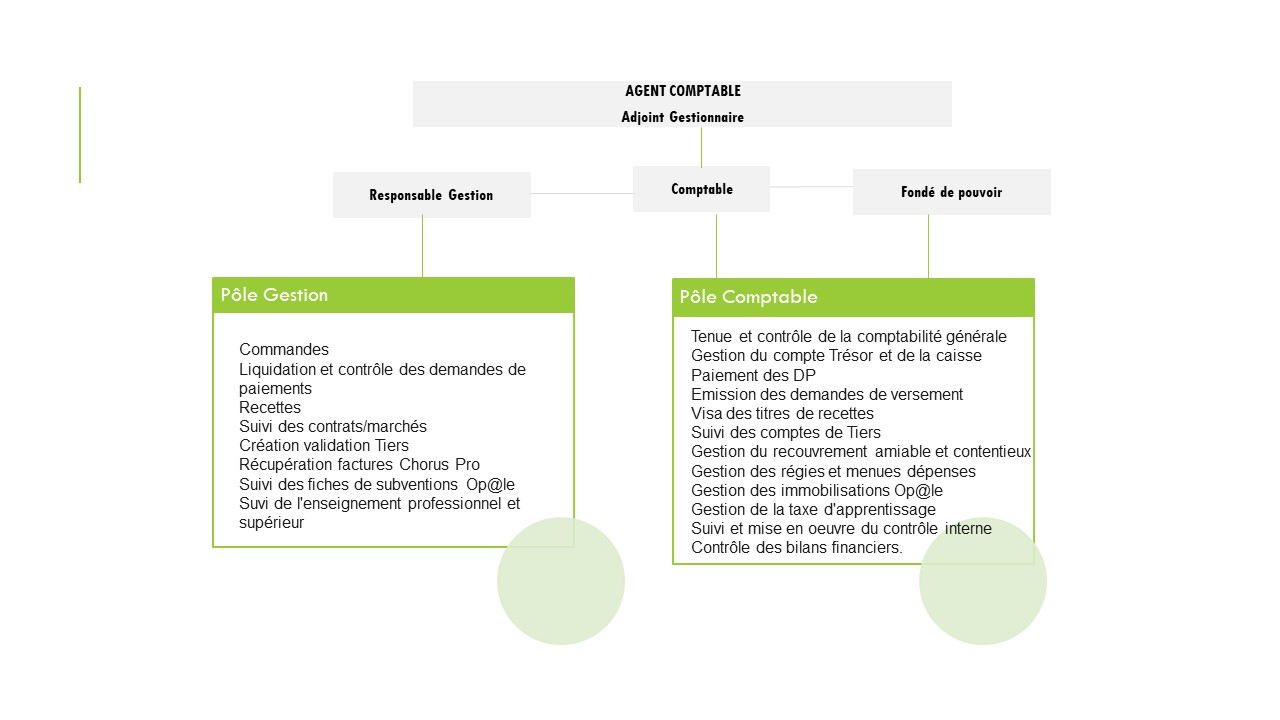 AGENT COMPTABLE
Adjoint Gestionnaire
Responsable Gestion
Comptable
Fondé de pouvoir
Pôle Gestion
Commandes
Liquidation et contrôle des demandes de
paiements
Recettes
Suivi des contrats/marchés
Création validation Tiers
Récupération factures Chorus Pro
Suivi des fiches de subventions Op@le
Suvi de l'enseignement professionnel et
supérieur
Pôle Comptable
Tenue et contrôle de la comptabilité générale
Gestion du compte Trésor et de la caisse
Paiement des DP
Emission des demandes de versement
Visa des titres de recettes
Suivi des comptes de Tiers
Gestion du recouvrement amiable et contentieux
Gestion des régies et menues dépenses
Gestion des immobilisations Op@le
Gestion de la taxe d'apprentissage
Suivi et mise en oeuvre du contrôle interne
Contrôle des bilans financiers.